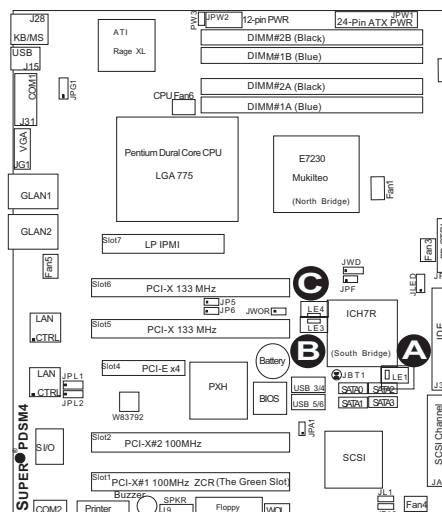 J28
KB/MS
USB
J15
COM1
J31
VGA
JG1
GLAN1
GLAN2
Fan5
LAN
CTRL
LAN
CTRL
JPL1
JPL2
SI/O
SUPER PDSM4
COM2
JPG1
ATI
Rage XL
PW3
JPW2
12-pin PWR
JPW1
24-Pin ATX PWR
DIMM#2B (Black)
DIMM#1B (Blue)
DIMM#2A (Black)
DIMM#1A (Blue)
CPU Fan6
Pentium Dural Core CPU
LGA 775
E7230
Mukilteo
(North Bridge)
Fan1
Fan3
Slot7
LP IPMI
Slot6
PCI-X 133 MHz
JP5
JP6
JWOR
Slot5
PCI-X 133 MHz
C
JWD
JPF
JLED
LE4
LE3
ICH7R
(South Bridge)
B
A
Battery
JBT1
LE1
Slot4
PCI-E x4
PXH
BIOS
USB 3/4
USB 5/6
SATA0
SATA2
SATA1
SATA3
W83792
JPA1
Slot2
PCI-X#2 100MHz
SCSI
SCSI Channel
Slot1
PCI-X#1 100MHz ZCR (The Green Slot)
Buzzer
SPKR
J9
Printer
Floppy
WOL
JL1
Fan4